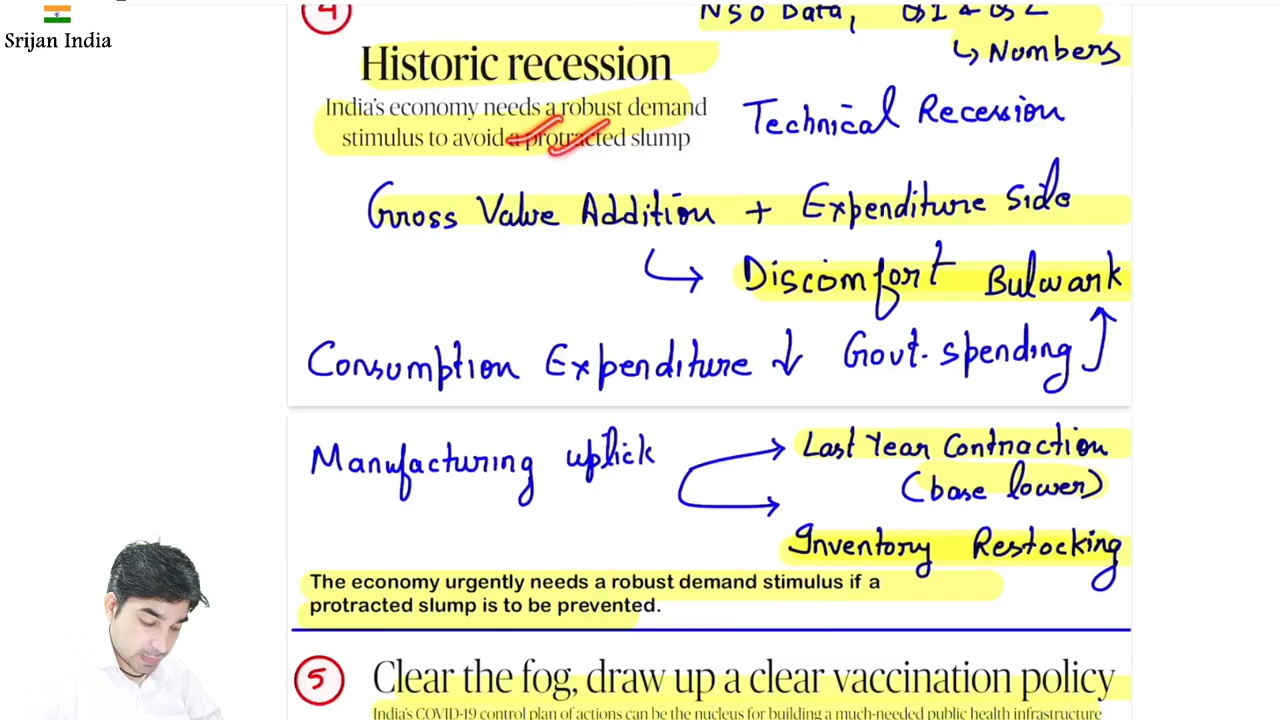 Srijan India
4
NSO Data, Q1 & Q2
↳ Numbers
Historic recession
India's economy needs a robust demand
stimulus to avoid a protracted slump
Technical Recession
Gross Value Addition + Expenditure Side
↳ Discomfort Bulwark
Consumption Expenditure ↓ Govt. spending
Manufacturing uptick
Last Year Contraction
(base lower)
Inventory Restocking
The economy urgently needs a robust demand stimulus if a
protracted slump is to be prevented.
5
Clear the fog, draw up a clear vaccination policy
India's COVID-19 control plan of actions can be the nucleus for building a much-needed public health infrastructure